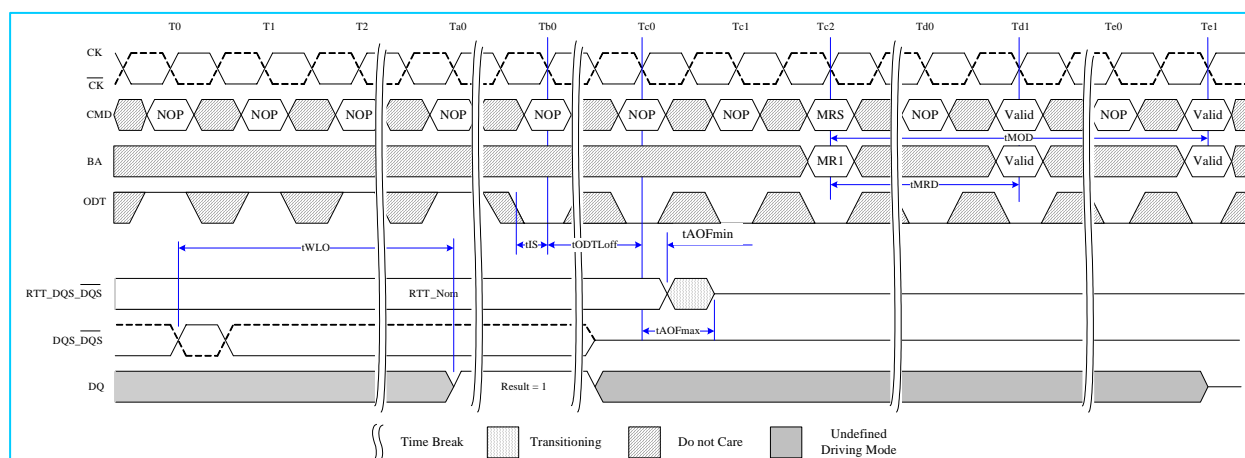 T0 T1 T2 Ta0 Tb0 Tc0 Tc1 Tc2 Td0 Td1 Te0 Te1
CK
CK
CMD NOP NOP NOP NOP NOP NOP NOP MRS NOP Valid NOP Valid
tMOD
BA MR1 Valid Valid
tMRD
ODT
tAOFmin
tWLO tIS tODTLoff
RTT_DQS_DQS RTT_Nom
tAOFmax
DQS_DQS
DQ Result = 1
Time Break Transitioning Do not Care Undefined
Driving Mode